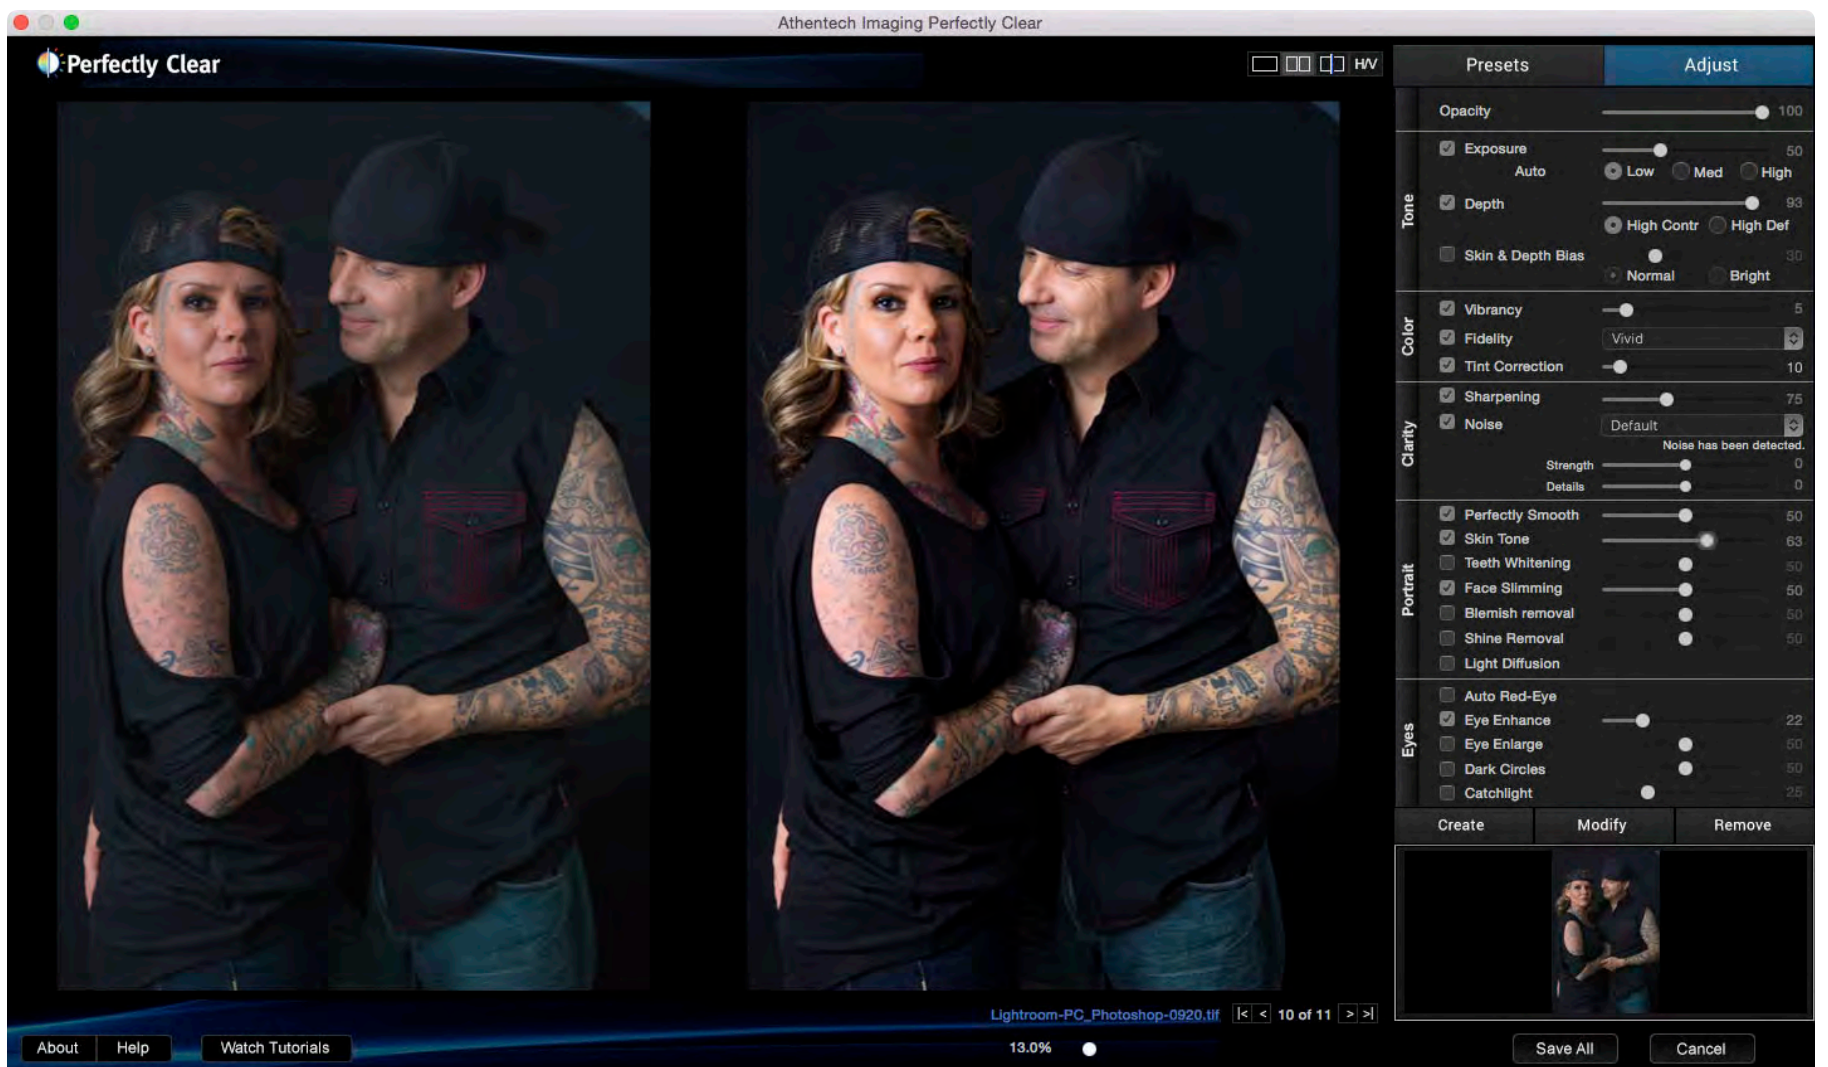 Athentech Imaging Perfectly Clear
Perfectly Clear
H/V
Presets Adjust
Opacity 100
Tone
Exposure 50
Auto Low Med High
Depth 93
High Contr High Def
Skin & Depth Bias 30
Normal Bright
Color
Vibrancy 5
Fidelity Vivid
Tint Correction 10
Clarity
Sharpening 75
Noise Default
Noise has been detected.
Strength 0
Details 0
Portrait
Perfectly Smooth 50
Skin Tone 63
Teeth Whitening 50
Face Slimming 50
Blemish removal 50
Shine Removal 50
Light Diffusion
Eyes
Auto Red-Eye
Eye Enhance 22
Eye Enlarge 50
Dark Circles 50
Catchlight 25
Create Modify Remove
Lightroom-PC_Photoshop-0920.tif |< < 10 of 11 > >|
About Help Watch Tutorials 13.0% Save All Cancel